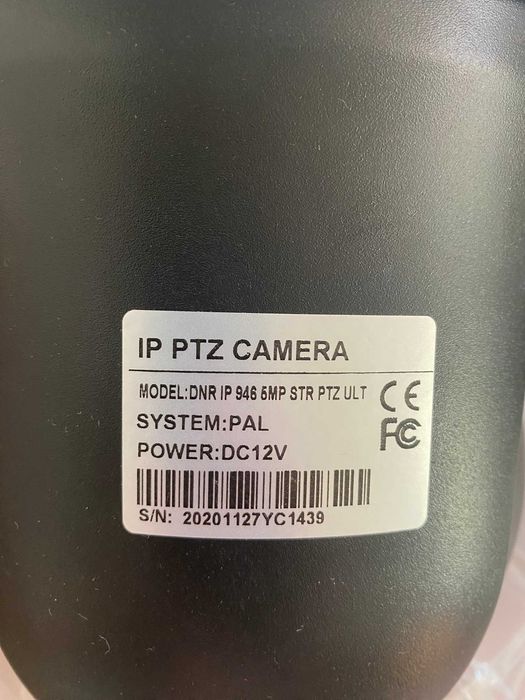 IP PTZ CAMERA
MODEL:DNR IP 946 5MP STR PTZ ULT
CE
SYSTEM:PAL
FC
POWER:DC12V
S/N: 20201127YC1439